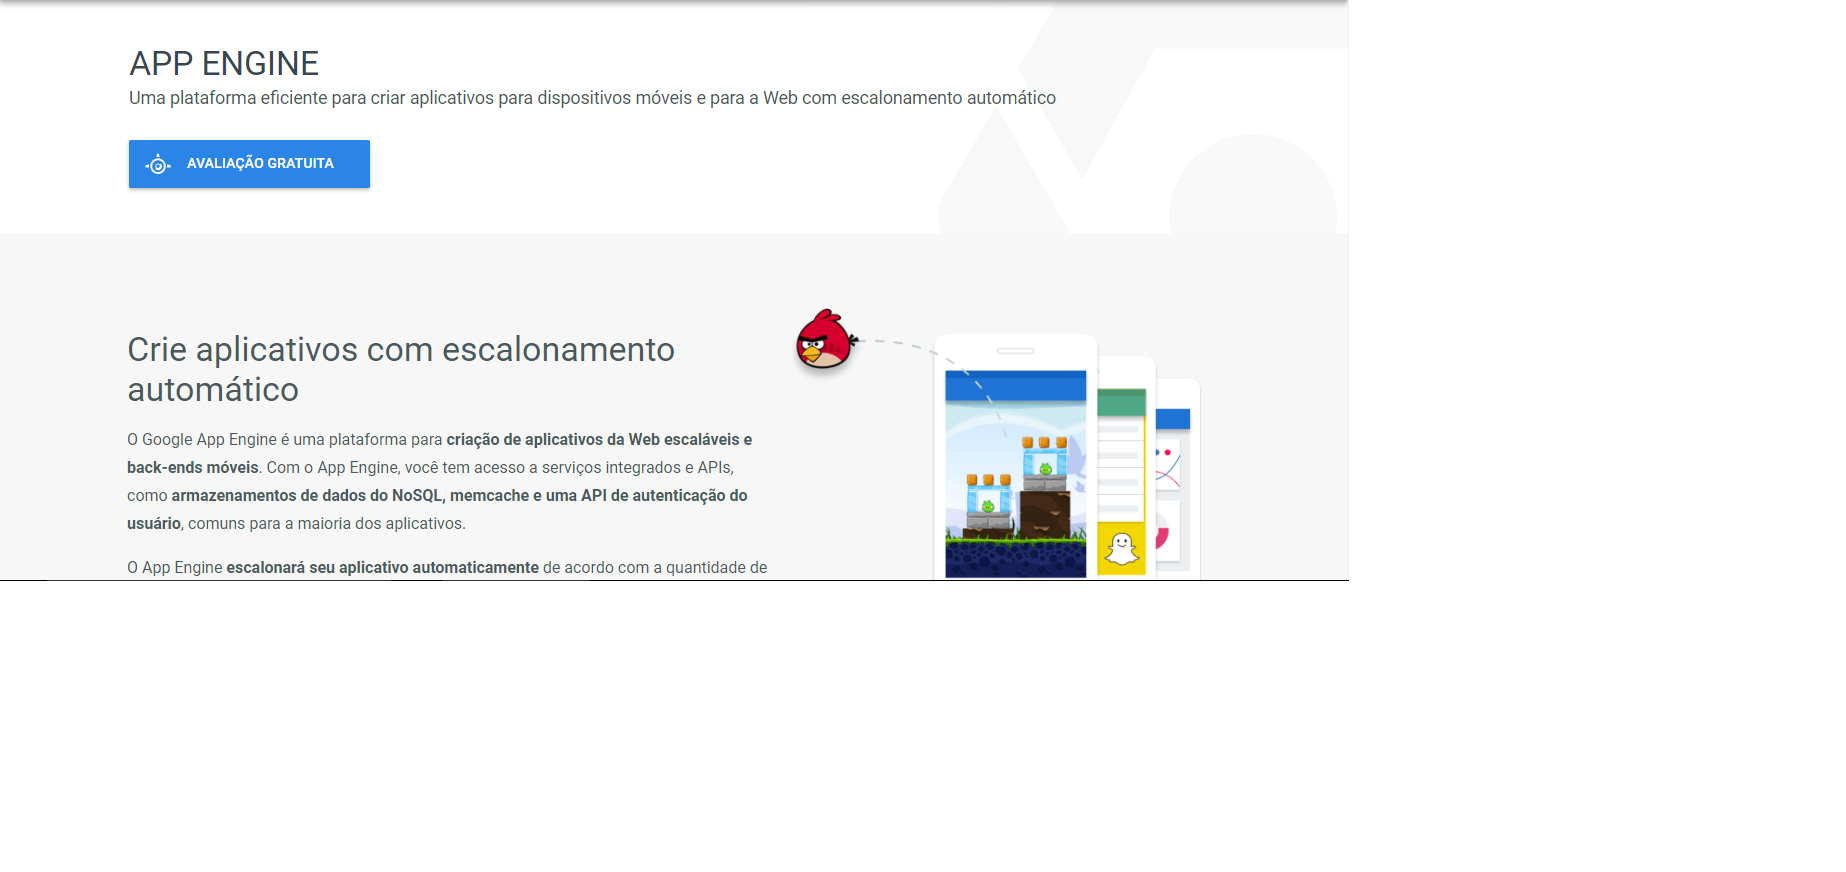 APP ENGINE
Uma plataforma eficiente para criar aplicativos para dispositivos móveis e para a Web com escalonamento automático
AVALIAÇÃO GRATUITA
Crie aplicativos com escalonamento
automático
O Google App Engine é uma plataforma para criação de aplicativos da Web escaláveis e
back-ends móveis. Com o App Engine, você tem acesso a serviços integrados e APIs,
como armazenamentos de dados do NoSQL, memcache e uma API de autenticação do
usuário, comuns para a maioria dos aplicativos.
O App Engine escalonará seu aplicativo automaticamente de acordo com a quantidade de